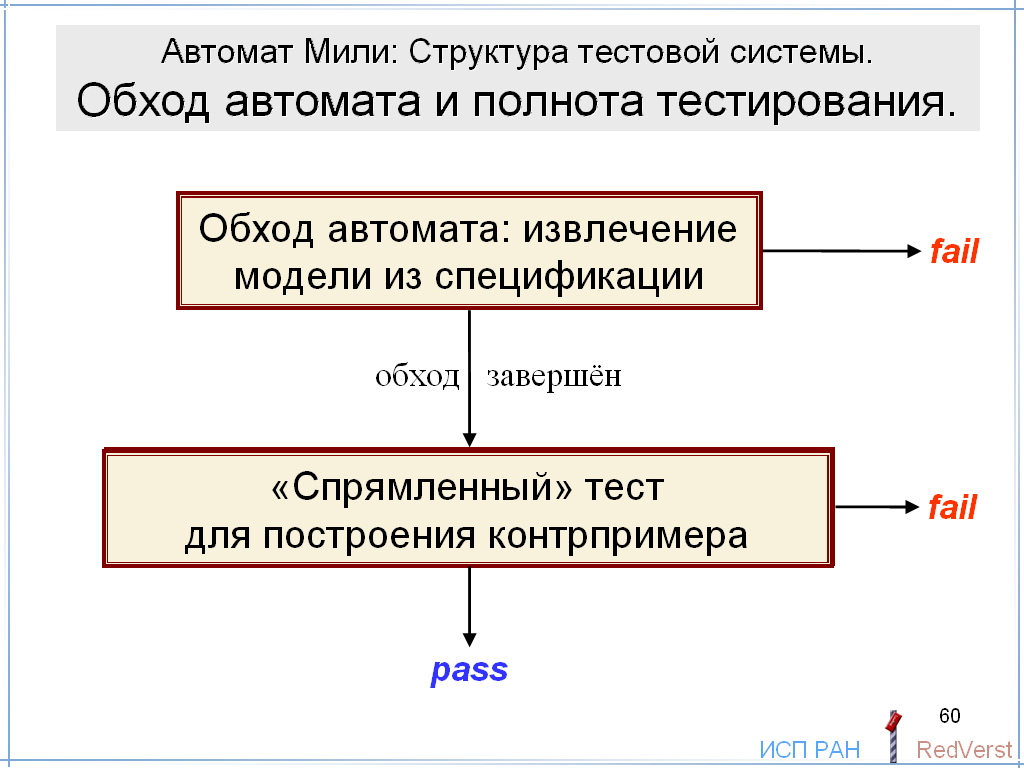 Автомат Мили: Структура тестовой системы.
Обход автомата и полнота тестирования.
Обход автомата: извлечение
модели из спецификации
fail
обход завершён
«Спрямленный» тест
для построения контрпримера
fail
pass
60
ИСП РАН
RedVerst